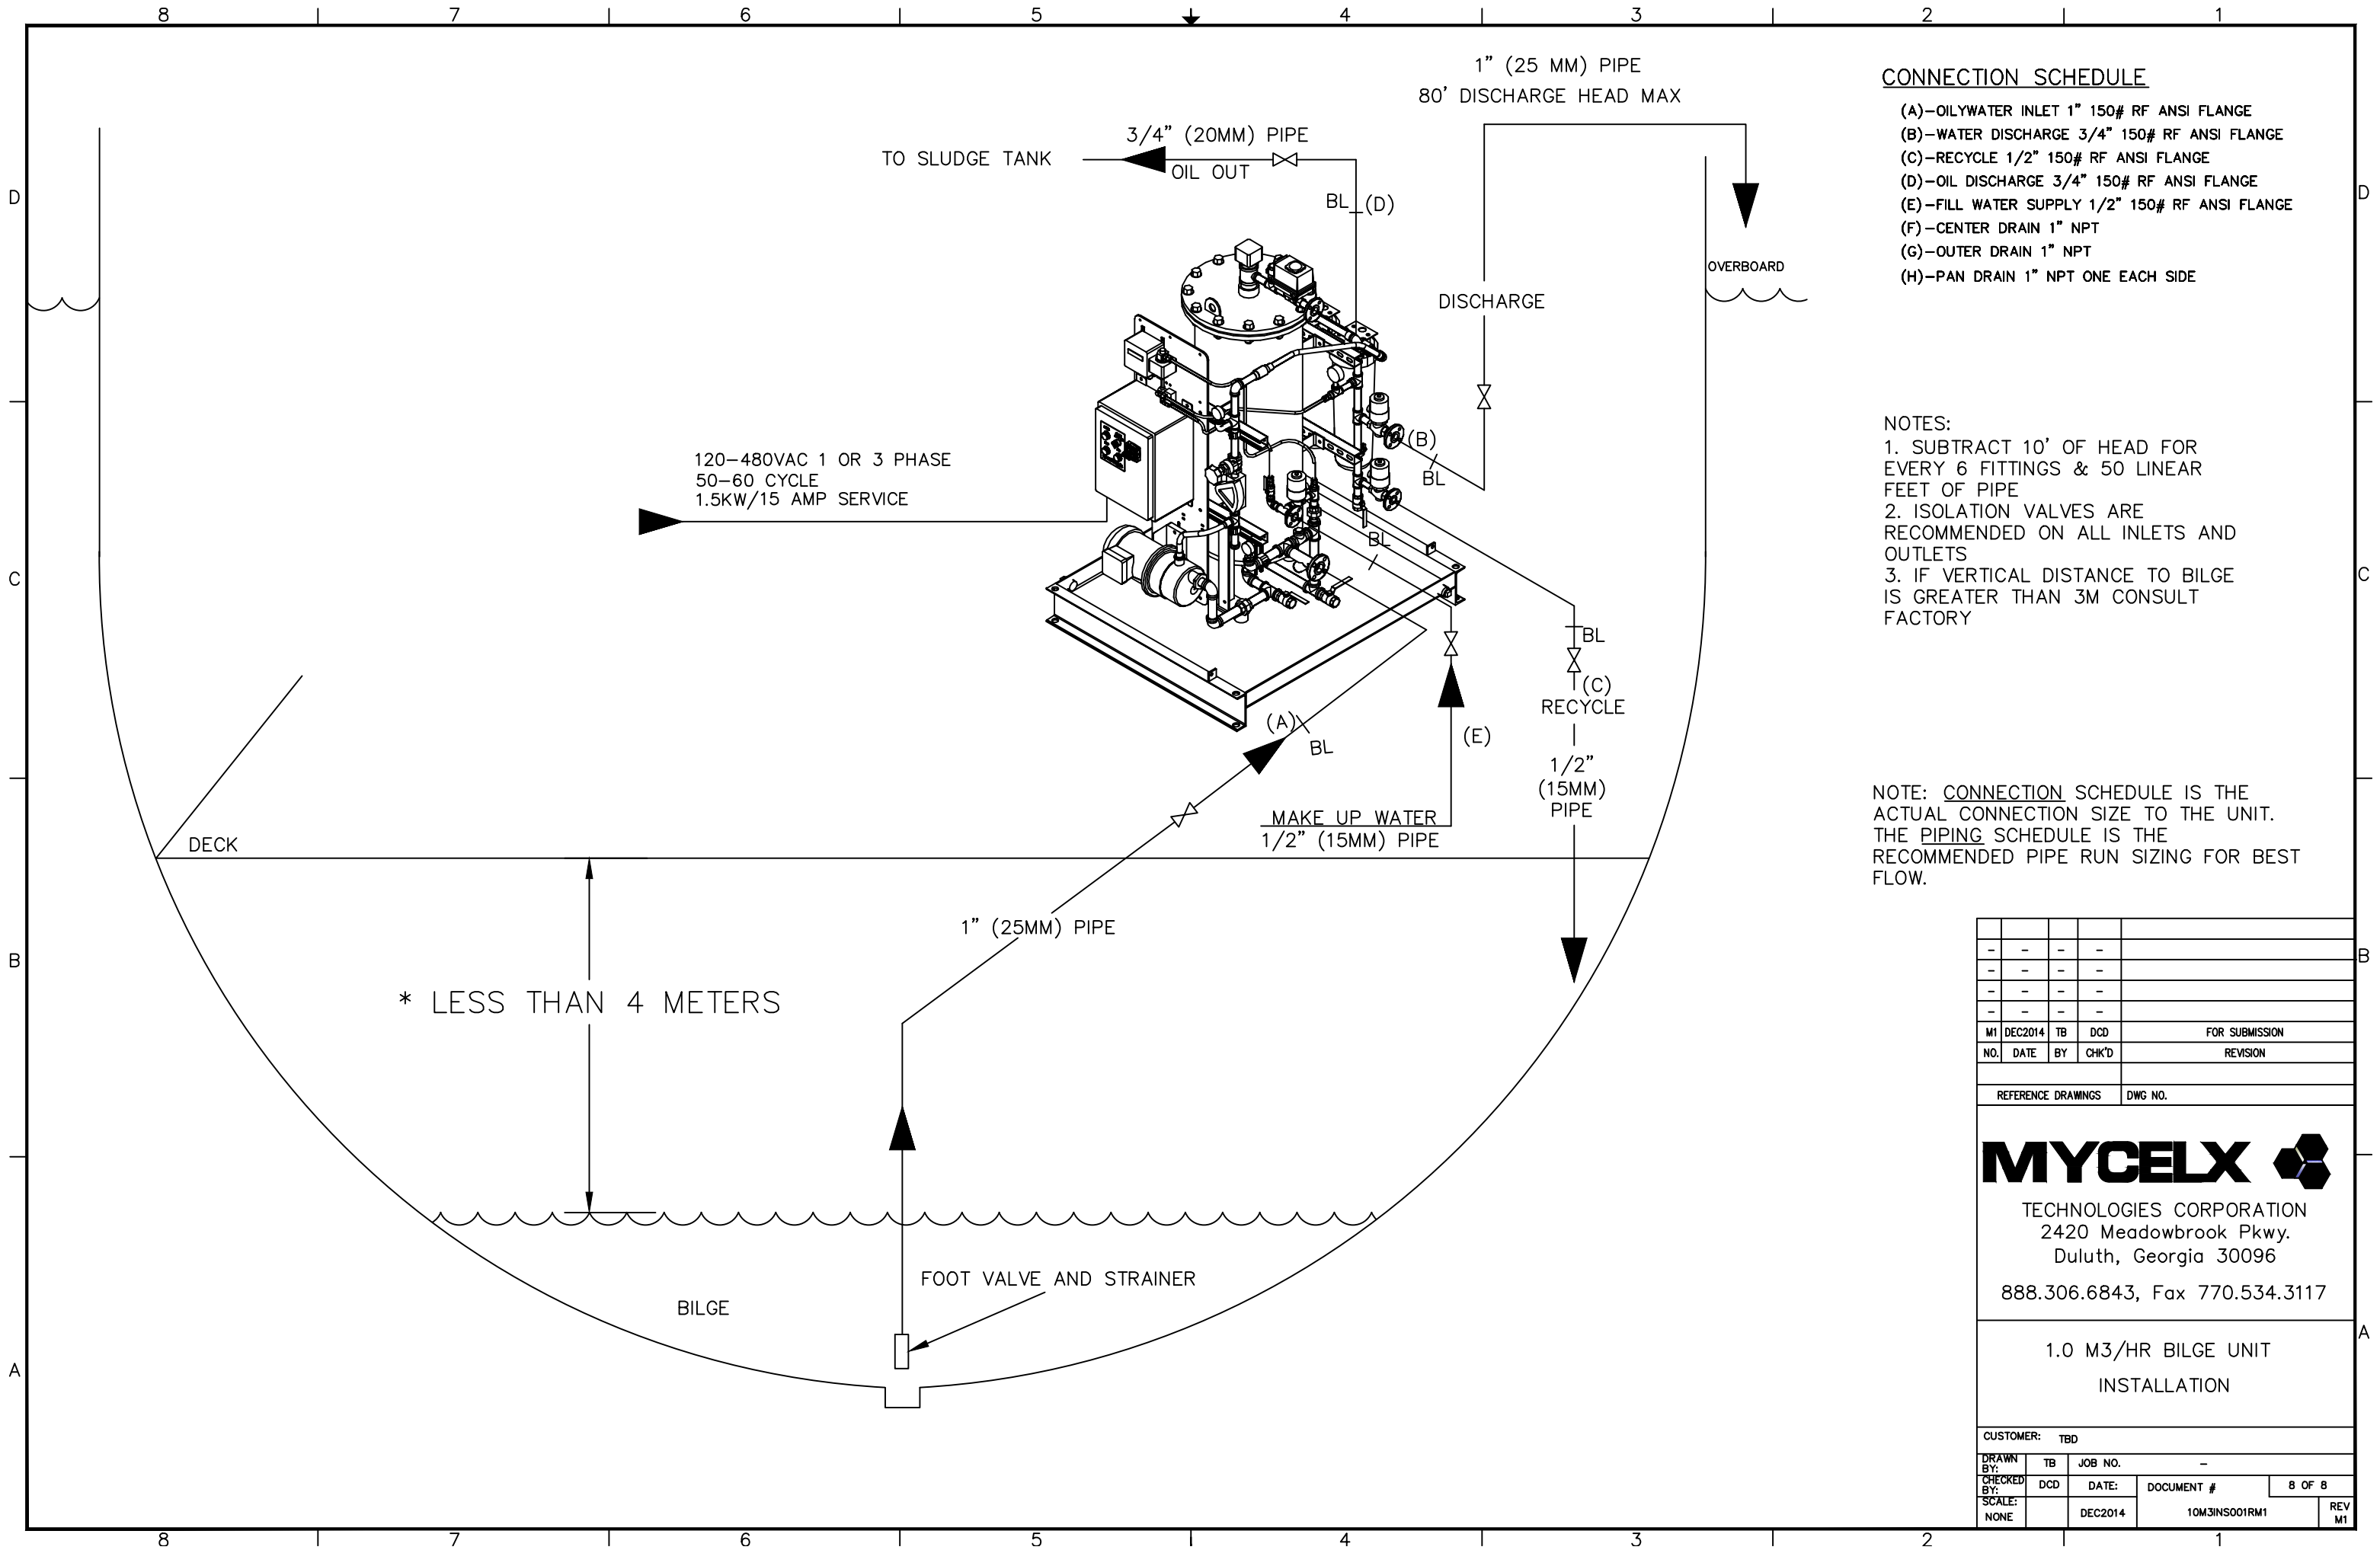 8 7 6 5 4 3 2 1
1" (25 MM) PIPE
80' DISCHARGE HEAD MAX
3/4" (20MM) PIPE
TO SLUDGE TANK
OIL OUT
BL (D)
DISCHARGE
OVERBOARD
(B)
BL
120-480VAC 1 OR 3 PHASE
50-60 CYCLE
1.5KW/15 AMP SERVICE
BL
BL
(C)
RECYCLE
1/2"
(15MM)
PIPE
(A)
BL
(E)
MAKE UP WATER
1/2" (15MM) PIPE
DECK
1" (25MM) PIPE
* LESS THAN 4 METERS
FOOT VALVE AND STRAINER
BILGE
CONNECTION SCHEDULE
(A)-OILYWATER INLET 1" 150# RF ANSI FLANGE
(B)-WATER DISCHARGE 3/4" 150# RF ANSI FLANGE
(C)-RECYCLE 1/2" 150# RF ANSI FLANGE
(D)-OIL DISCHARGE 3/4" 150# RF ANSI FLANGE
(E)-FILL WATER SUPPLY 1/2" 150# RF ANSI FLANGE
(F)-CENTER DRAIN 1" NPT
(G)-OUTER DRAIN 1" NPT
(H)-PAN DRAIN 1" NPT ONE EACH SIDE
NOTES:
1. SUBTRACT 10' OF HEAD FOR
EVERY 6 FITTINGS & 50 LINEAR
FEET OF PIPE
2. ISOLATION VALVES ARE
RECOMMENDED ON ALL INLETS AND
OUTLETS
3. IF VERTICAL DISTANCE TO BILGE
IS GREATER THAN 3M CONSULT
FACTORY
NOTE: CONNECTION SCHEDULE IS THE
ACTUAL CONNECTION SIZE TO THE UNIT.
THE PIPING SCHEDULE IS THE
RECOMMENDED PIPE RUN SIZING FOR BEST
FLOW.
- - - -
- - - -
- - - -
- - - -
M1 DEC2014 TB DCD FOR SUBMISSION
NO. DATE BY CHK'D REVISION
REFERENCE DRAWINGS DWG NO.
MYCELX
TECHNOLOGIES CORPORATION
2420 Meadowbrook Pkwy.
Duluth, Georgia 30096
888.306.6843, Fax 770.534.3117
1.0 M3/HR BILGE UNIT
INSTALLATION
CUSTOMER: TBD
DRAWN BY: TB JOB NO. -
CHECKED BY: DCD DATE: DOCUMENT # 8 OF 8
SCALE: NONE DEC2014 10M3INS001RM1 REV M1
D D
C C
B B
A A
8 7 6 5 4 3 2 1